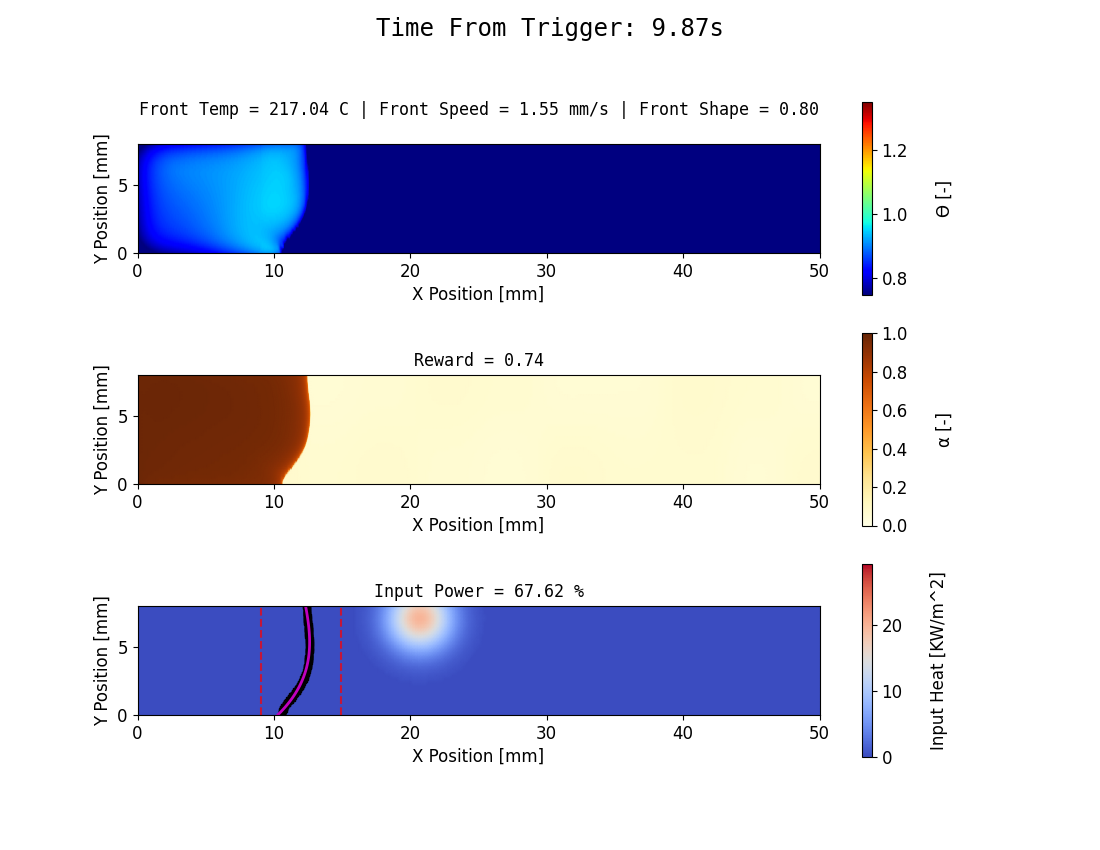 Time From Trigger: 9.87s
Front Temp = 217.04 C | Front Speed = 1.55 mm/s | Front Shape = 0.80
Y Position [mm]
5
0
0 10 20 30 40 50
X Position [mm]
1.2
1.0
0.8
Θ [-]
Reward = 0.74
Y Position [mm]
5
0
0 10 20 30 40 50
X Position [mm]
1.0
0.8
0.6
0.4
0.2
0.0
α [-]
Input Power = 67.62 %
Y Position [mm]
5
0
0 10 20 30 40 50
X Position [mm]
20
10
0
Input Heat [KW/m^2]